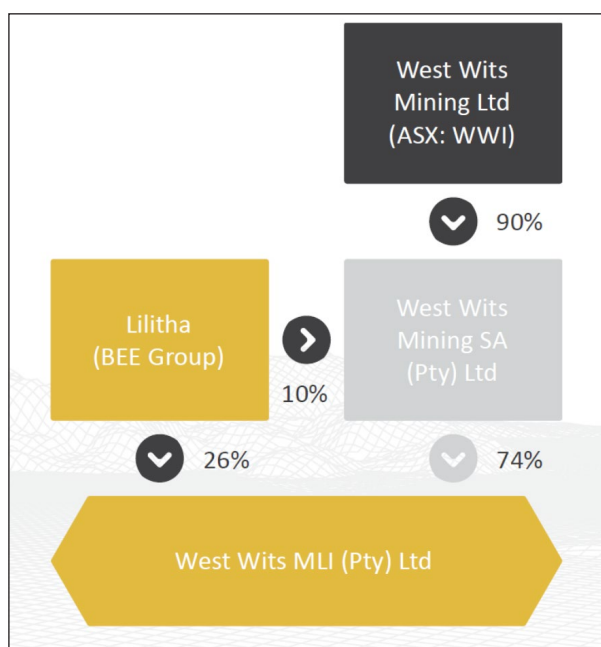 West Wits
Mining Ltd
(ASX: WWI)
90%
Lilitha
(BEE Group)
10%
West Wits
Mining SA
(Pty) Ltd
26%
74%
West Wits MLI (Pty) Ltd